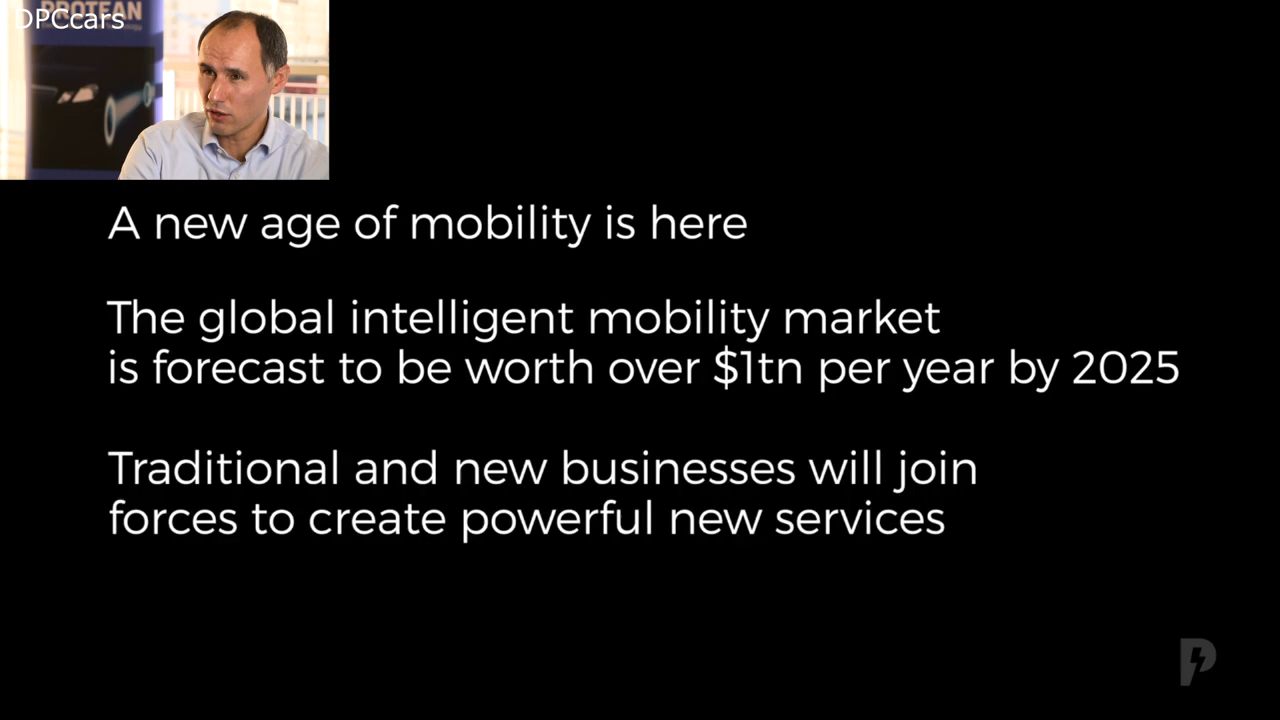 DPCcars
PROTEAN
A new age of mobility is here
The global intelligent mobility market
is forecast to be worth over $1tn per year by 2025
Traditional and new businesses will join
forces to create powerful new services